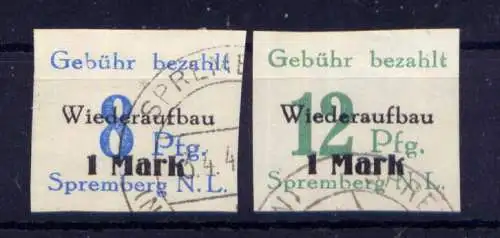 Gebühr bezahlt
Wiederaufbau
8 Pfg.
1 Mark
Spremberg N.L.
Gebühr bezahlt
Wiederaufbau
12 Pfg.
1 Mark
Spremberg N.L.